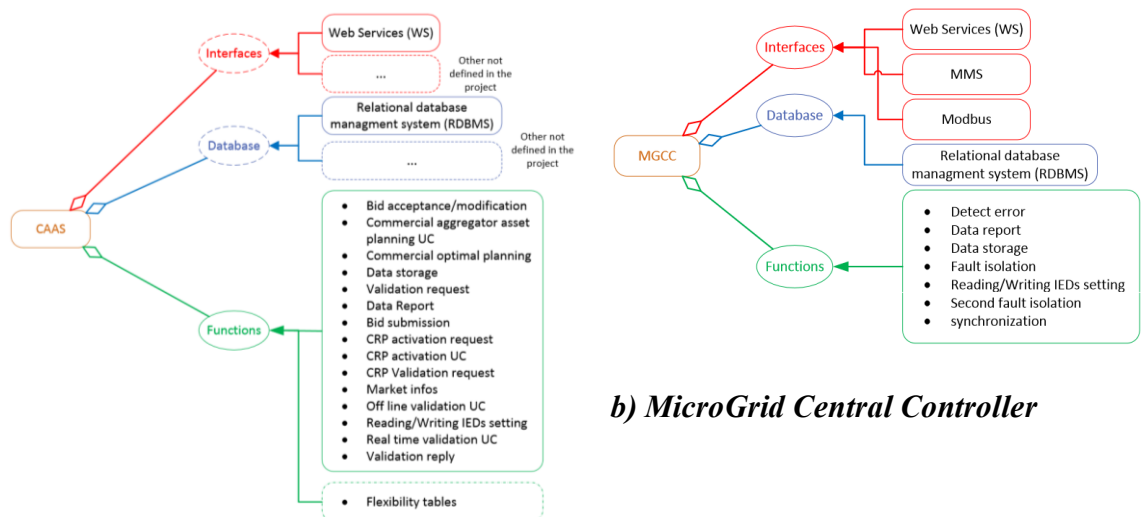 Web Services (WS)
Interfaces
...
Other not
defined in the
project
Relational database
managment system (RDBMS)
Database
...
Other not
defined in the
project
CAAS
Functions
• Bid acceptance/modification
• Commercial aggregator asset
planning UC
• Commercial optimal planning
• Data storage
• Validation request
• Data Report
• Bid submission
• CRP activation request
• CRP activation UC
• CRP Validation request
• Market infos
• Off line validation UC
• Reading/Writing IEDs setting
• Real time validation UC
• Validation reply
• Flexibility tables
Web Services (WS)
Interfaces
MMS
Modbus
Database
MGCC
Relational database
managment system (RDBMS)
Functions
• Detect error
• Data report
• Data storage
• Fault isolation
• Reading/Writing IEDs setting
• Second fault isolation
• synchronization
b) MicroGrid Central Controller